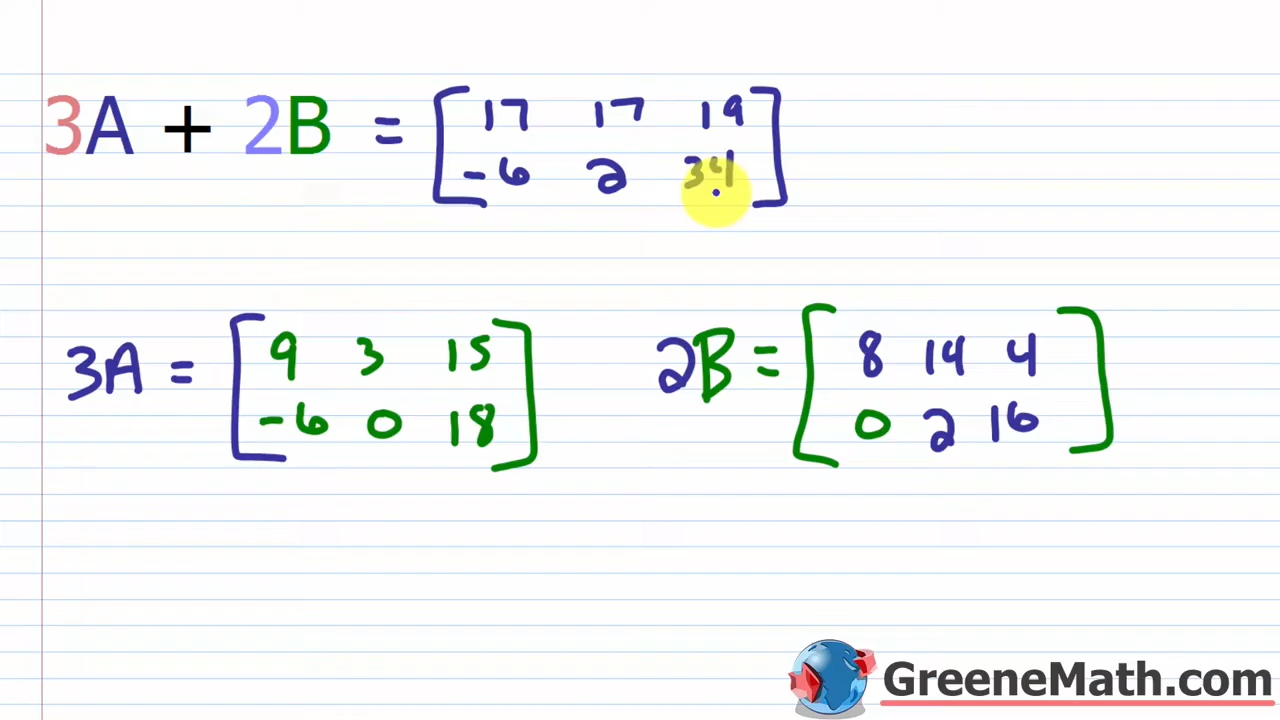 3A + 2B = [ 17 17 19
-6 2 34 ]
3A = [ 9 3 15
-6 0 18 ]
2B = [ 8 14 4
0 2 16 ]
GreeneMath.com